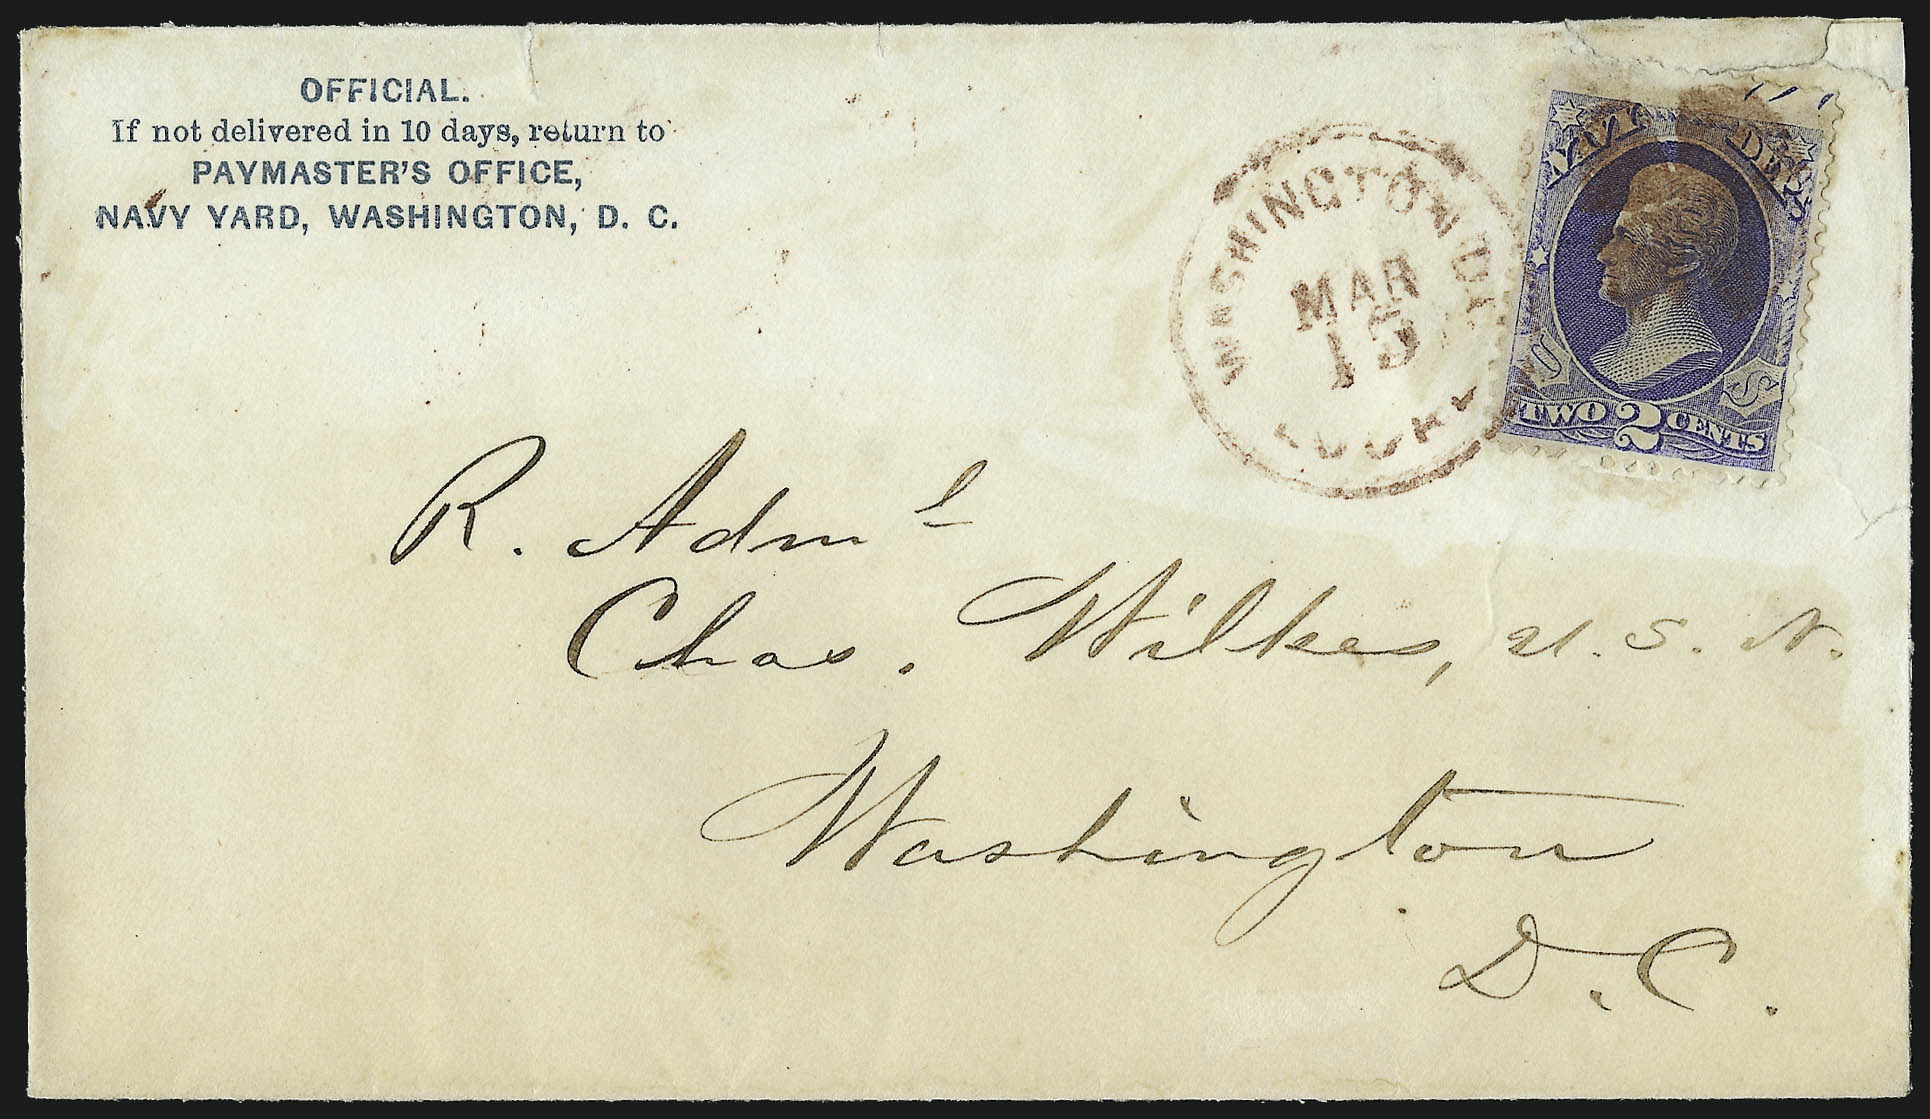 OFFICIAL.
If not delivered in 10 days, return to
PAYMASTER'S OFFICE,
NAVY YARD, WASHINGTON, D. C.
WASHINGTON D.
MAR
15
NAVY DEPT.
O S
TWO 2 CENTS
R. Adm l
Chas. Wilkes, U. S. N.
Washington
D. C.